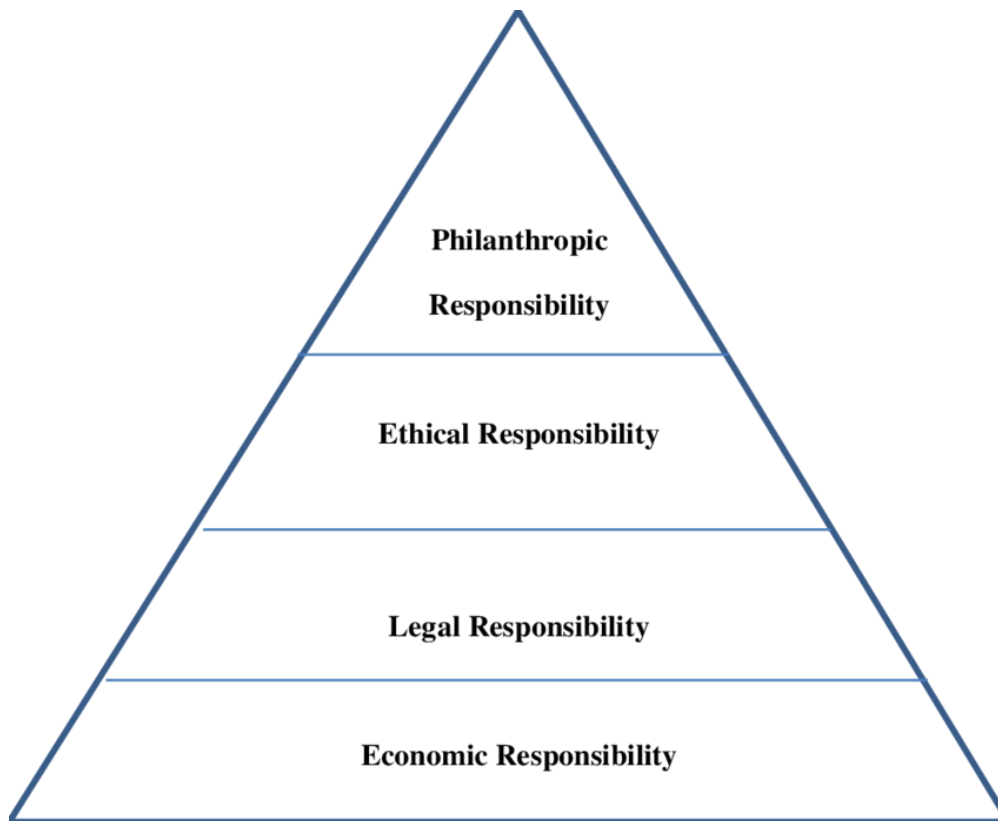 Philanthropic
Responsibility
Ethical Responsibility
Legal Responsibility
Economic Responsibility